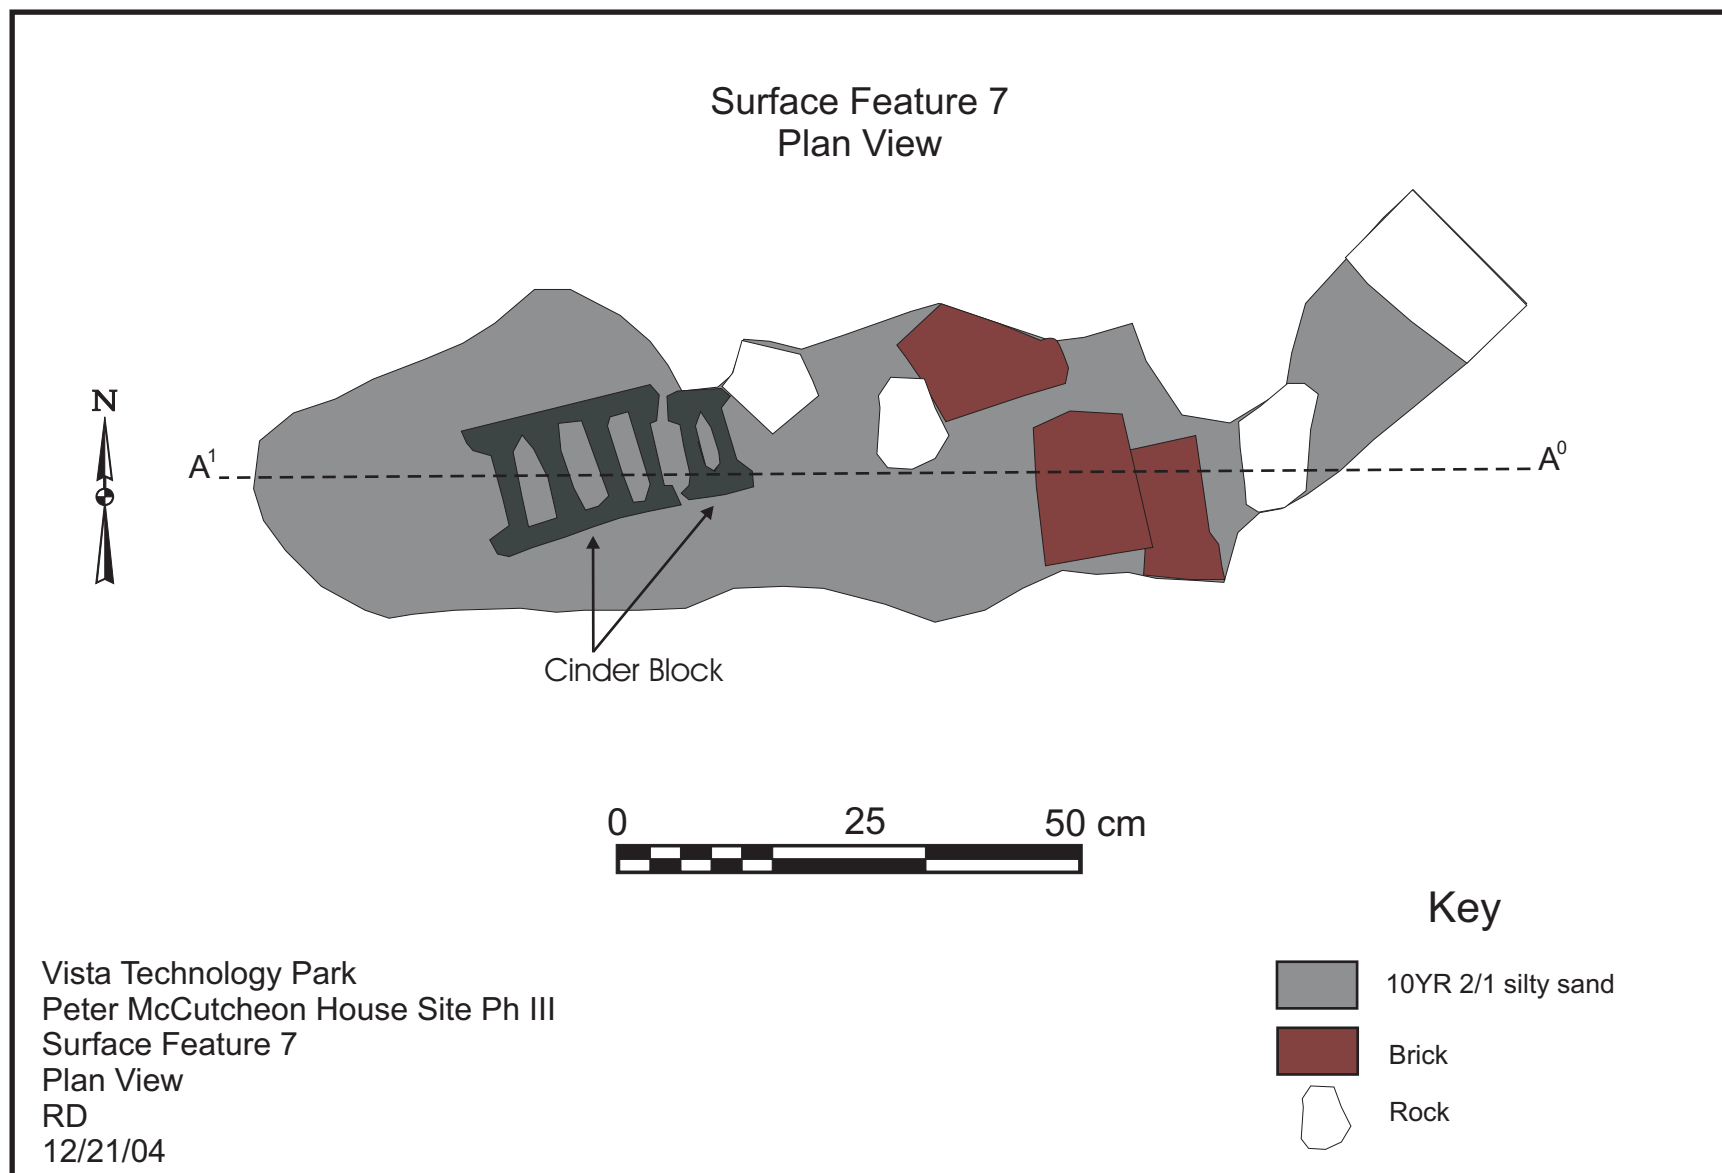 Surface Feature 7
Plan View
N
A¹
A⁰
Cinder Block
0 25 50 cm
Key
10YR 2/1 silty sand
Brick
Rock
Vista Technology Park
Peter McCutcheon House Site Ph III
Surface Feature 7
Plan View
RD
12/21/04